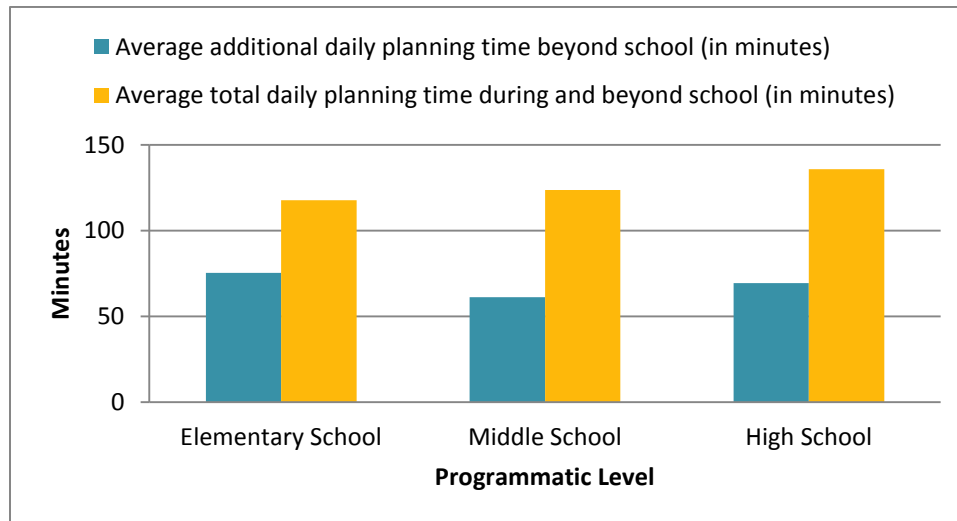 Average additional daily planning time beyond school (in minutes)
Average total daily planning time during and beyond school (in minutes)
150
100
50
0
Minutes
Elementary School
Middle School
High School
Programmatic Level